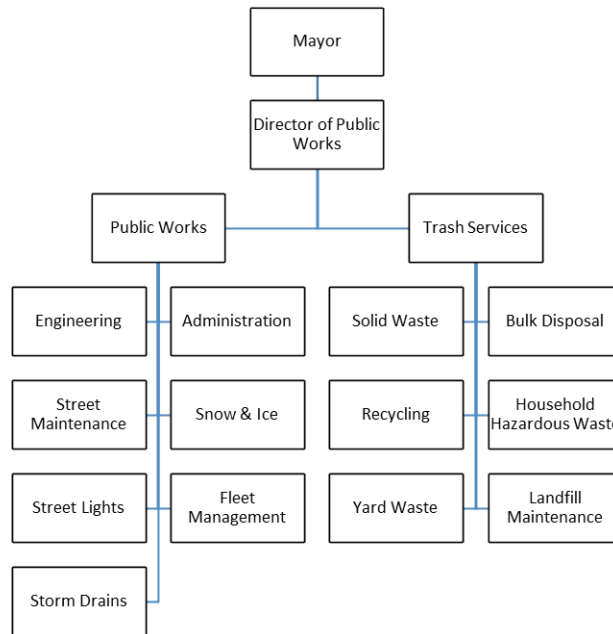 Mayor
Director of Public
Works
Public Works
Trash Services
Engineering
Administration
Solid Waste
Bulk Disposal
Street
Maintenance
Snow & Ice
Recycling
Household
Hazardous Waste
Street Lights
Fleet
Management
Yard Waste
Landfill
Maintenance
Storm Drains